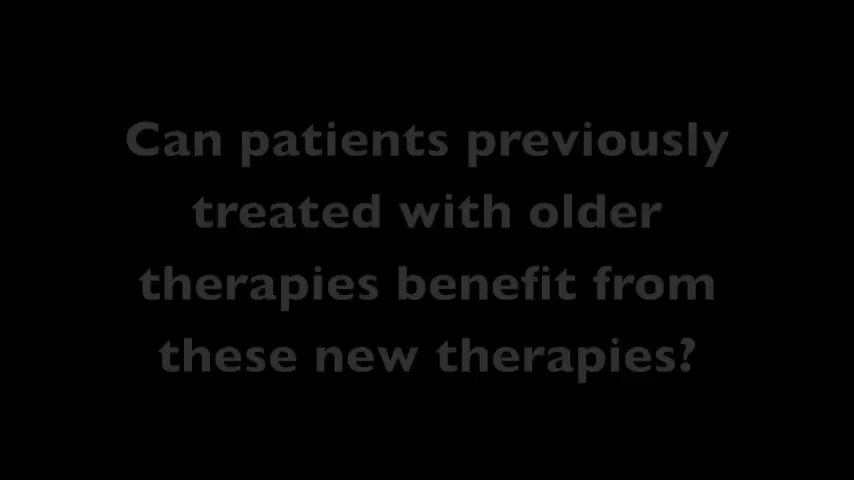 Can patients previously
treated with older
therapies benefit from
these new therapies?